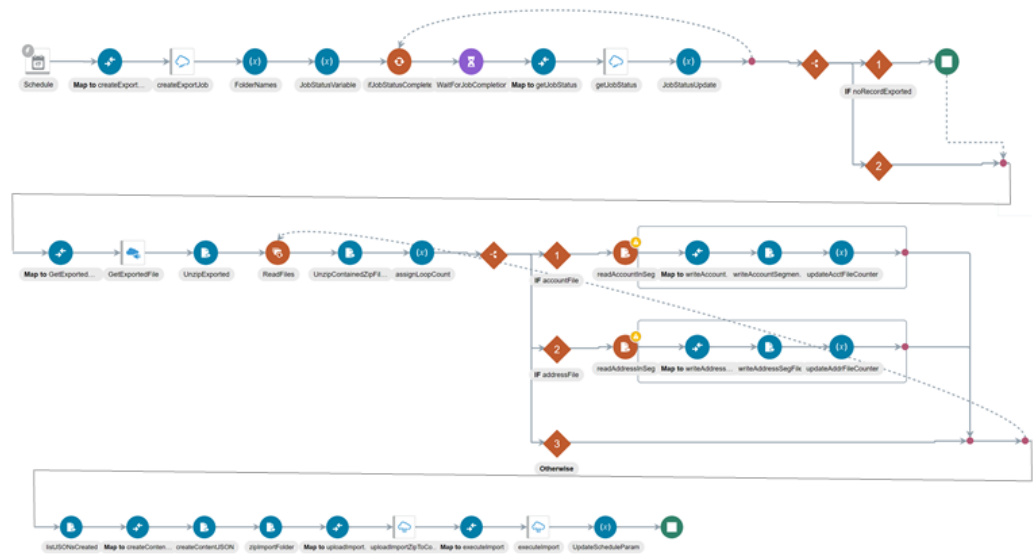 Schedule
Map to createExport...
createExportJob
FolderNames
JobStatusVariable
ifJobStatusComplete
WaitForJobCompletion
Map to getJobStatus
getJobStatus
JobStatusUpdate
1
IF noRecordExported
2
Map to GetExported...
GetExportedFile
UnzipExported
ReadFiles
UnzipContainedZipFil...
assignLoopCount
1
IF accountFile
readAccountInSeg
Map to writeAccount.
writeAccountSegmen.
updateAcctFileCounter
2
IF addressFile
readAddressInSeg
Map to writeAddress...
writeAddressSegFile
updateAddrFileCounter
3
Otherwise
listJSONsCreated
Map to createConten...
createContentJSON
zipImportFolder
Map to uploadImport.
uploadImportZipToCo...
Map to executeImport
executeImport
UpdateScheduleParam